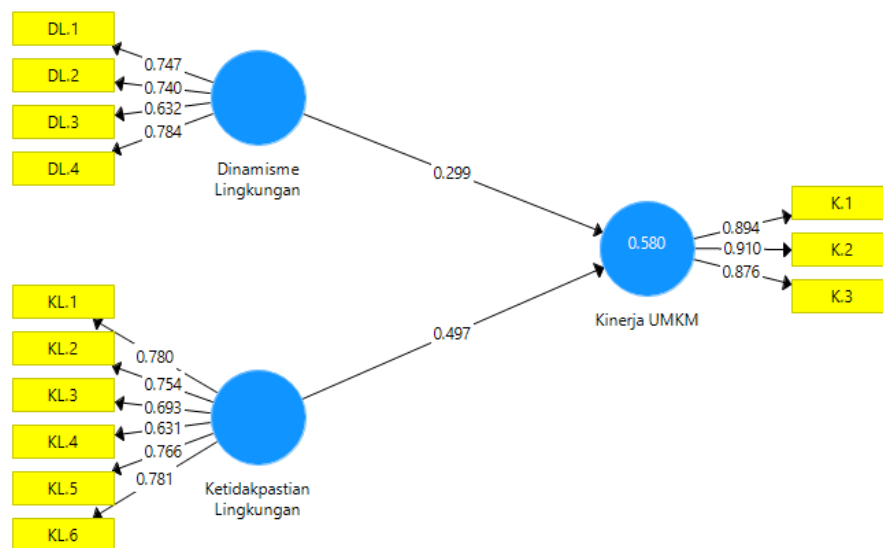 DL.1
DL.2
DL.3
DL.4
0.747
0.740
0.632
0.784
Dinamisme
Lingkungan
0.299
0.580
Kinerja UMKM
0.894
0.910
0.876
K.1
K.2
K.3
KL.1
KL.2
KL.3
KL.4
KL.5
KL.6
0.780
0.754
0.693
0.631
0.766
0.781
Ketidakpastian
Lingkungan
0.497